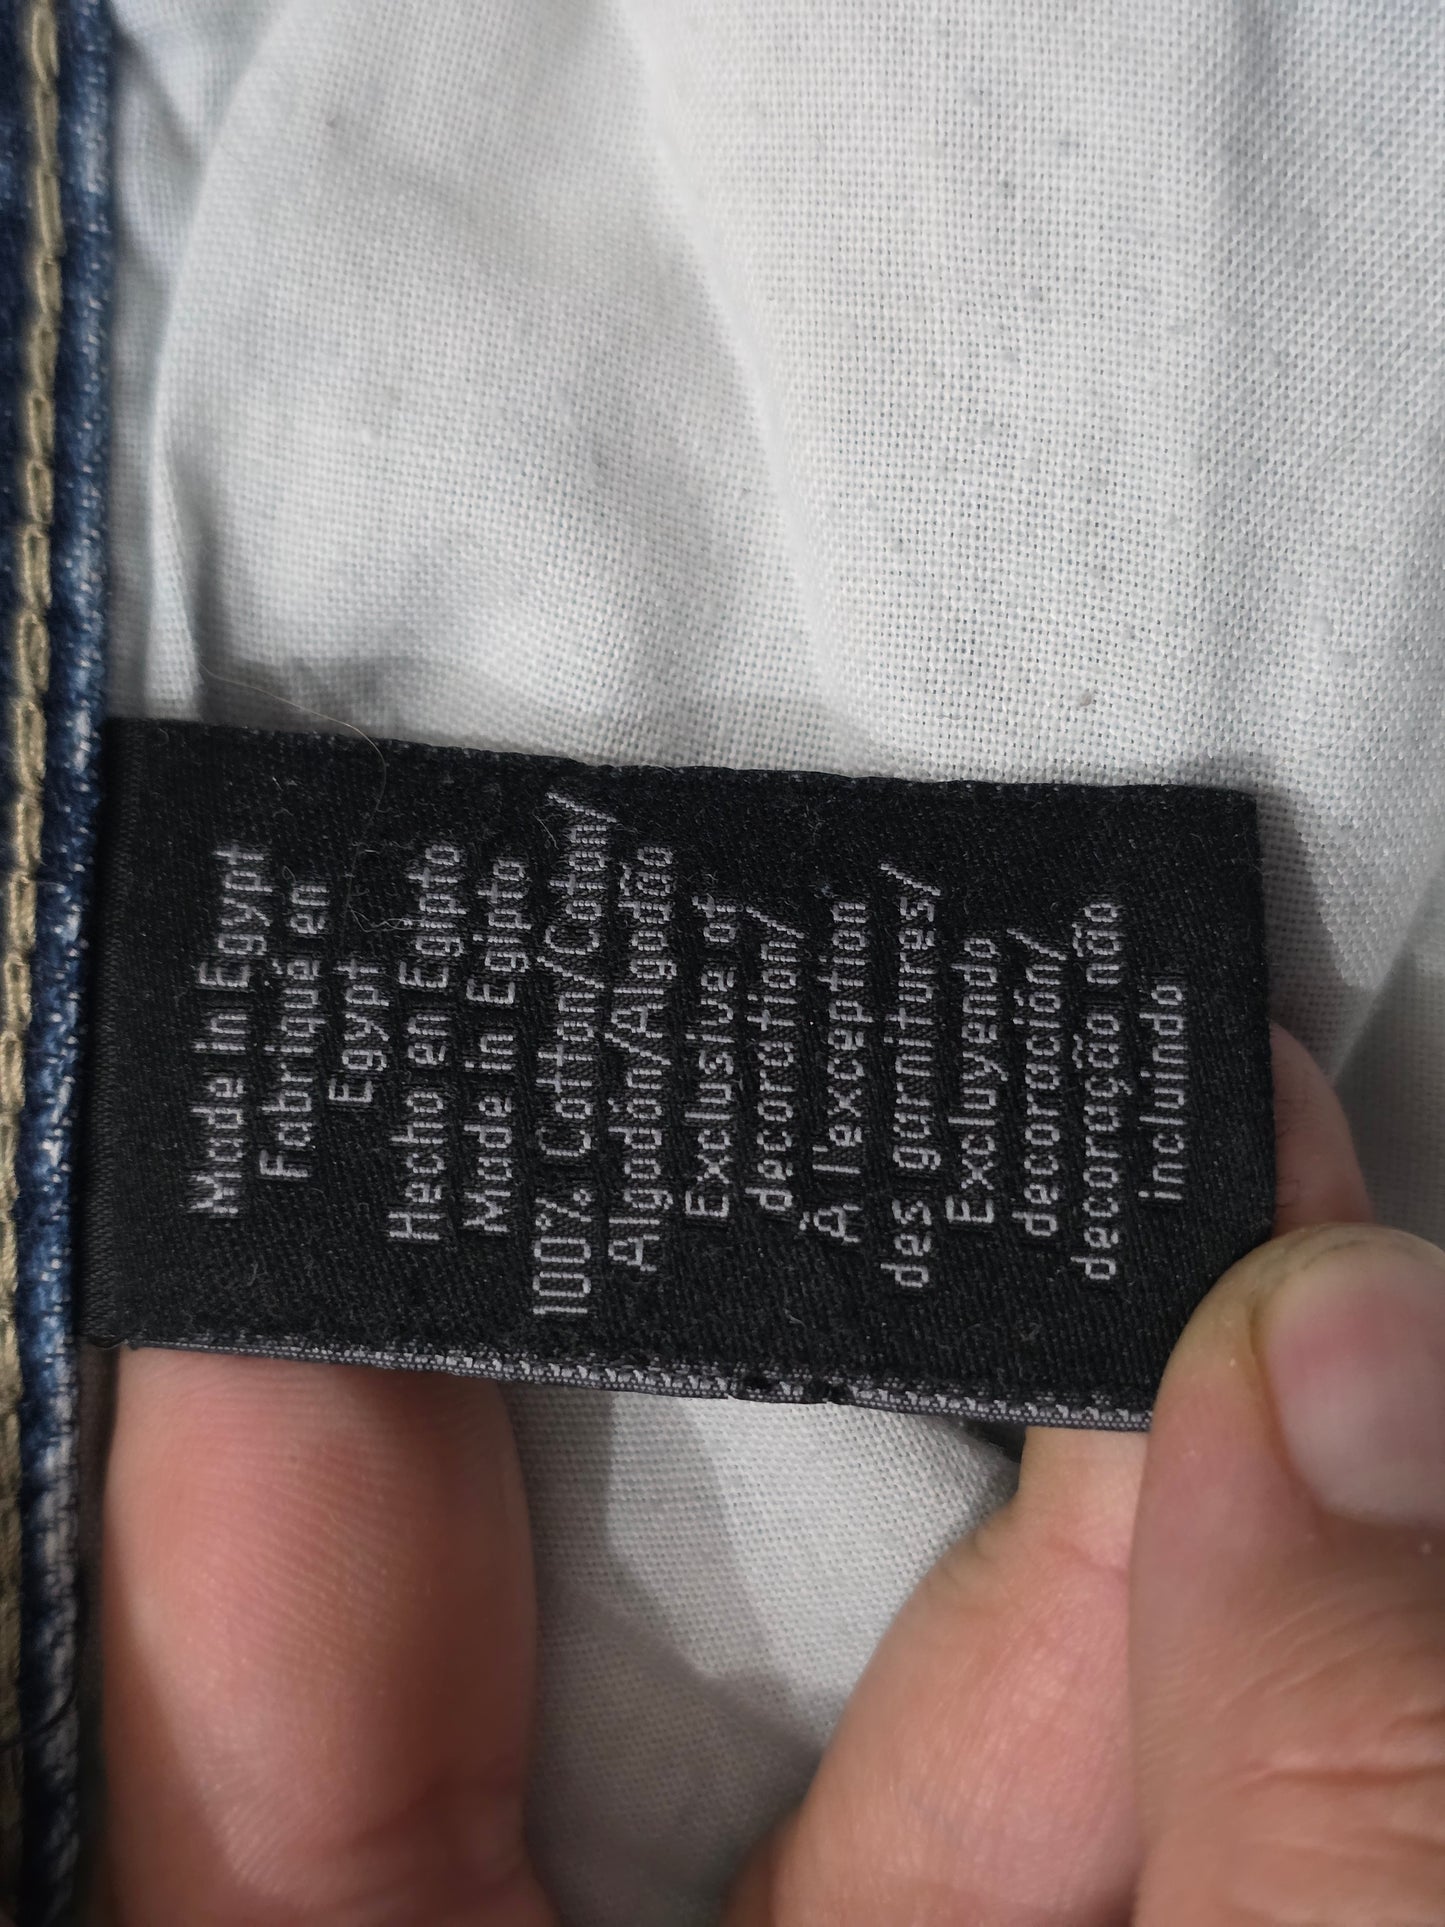 Made in Egypt
Fabriqué en
Egypt
Hecho en Egipto
Made in Egipto
100% Cotton/Coton/
Algodón/Algodão
Exclusive of
decoration/
À l'exception
des garnitures/
Excluyendo
decoración/
decoração não
incluindo